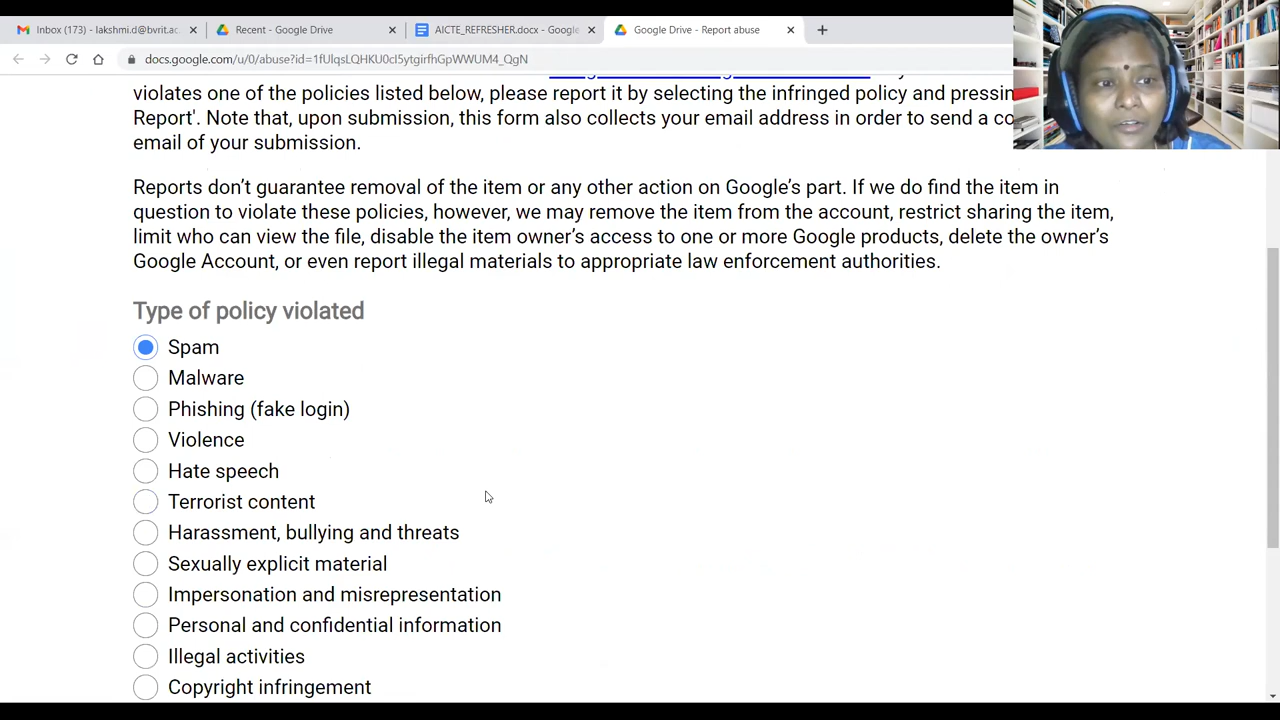 Inbox (173) - lakshmi.d@bvrit.ac.
Recent - Google Drive
AICTE_REFRESHER.docx - Google
Google Drive - Report abuse
docs.google.com/u/0/abuse?id=1fUlqsLQHKU0cI5ytgirfhGpWWUM4_QgN
violates one of the policies listed below, please report it by selecting the infringed policy and pressin
Report'. Note that, upon submission, this form also collects your email address in order to send a co
email of your submission.
Reports don’t guarantee removal of the item or any other action on Google’s part. If we do find the item in
question to violate these policies, however, we may remove the item from the account, restrict sharing the item,
limit who can view the file, disable the item owner’s access to one or more Google products, delete the owner’s
Google Account, or even report illegal materials to appropriate law enforcement authorities.
Type of policy violated
Spam
Malware
Phishing (fake login)
Violence
Hate speech
Terrorist content
Harassment, bullying and threats
Sexually explicit material
Impersonation and misrepresentation
Personal and confidential information
Illegal activities
Copyright infringement